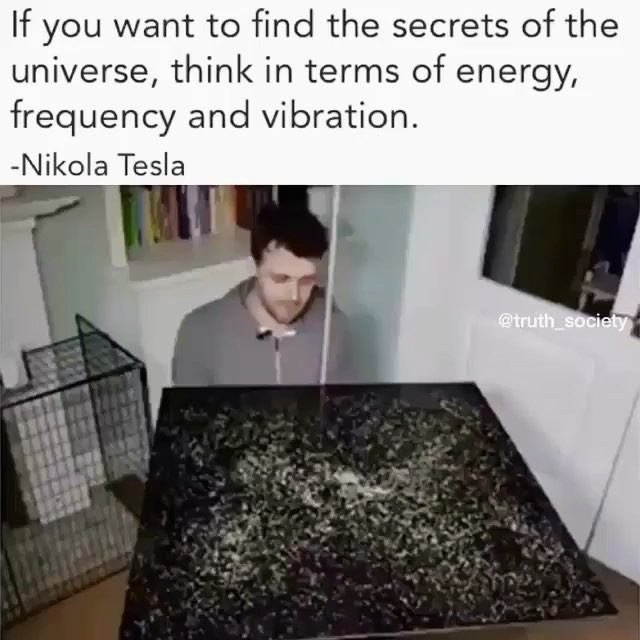 If you want to find the secrets of the
universe, think in terms of energy,
frequency and vibration.
-Nikola Tesla
@truth_society